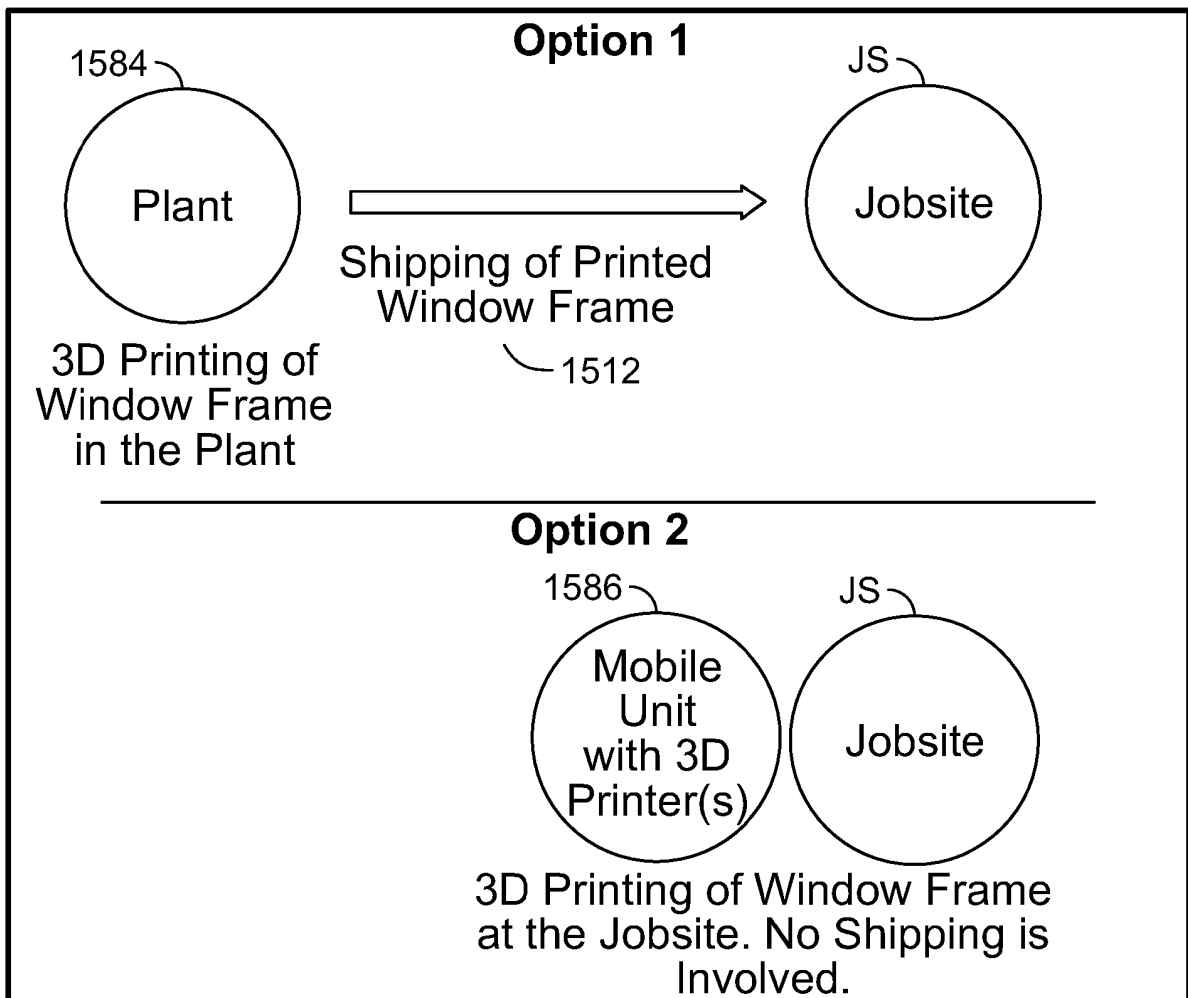 Option 1
1584
JS
Plant
Jobsite
Shipping of Printed
Window Frame
1512
3D Printing of
Window Frame
in the Plant
Option 2
1586
JS
Mobile
Unit
with 3D
Printer(s)
Jobsite
3D Printing of Window Frame
at the Jobsite. No Shipping is
Involved.